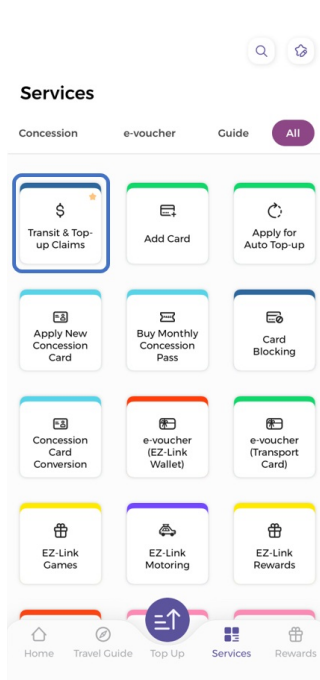 Services
Concession
e-voucher
Guide
All
Transit & Top-
up Claims
Add Card
Apply for
Auto Top-up
Apply New
Concession
Card
Buy Monthly
Concession
Pass
Card
Blocking
Concession
Card
Conversion
e-voucher
(EZ-Link
Wallet)
e-voucher
(Transport
Card)
EZ-Link
Games
EZ-Link
Motoring
EZ-Link
Rewards
Home
Travel Guide
Top Up
Services
Rewards